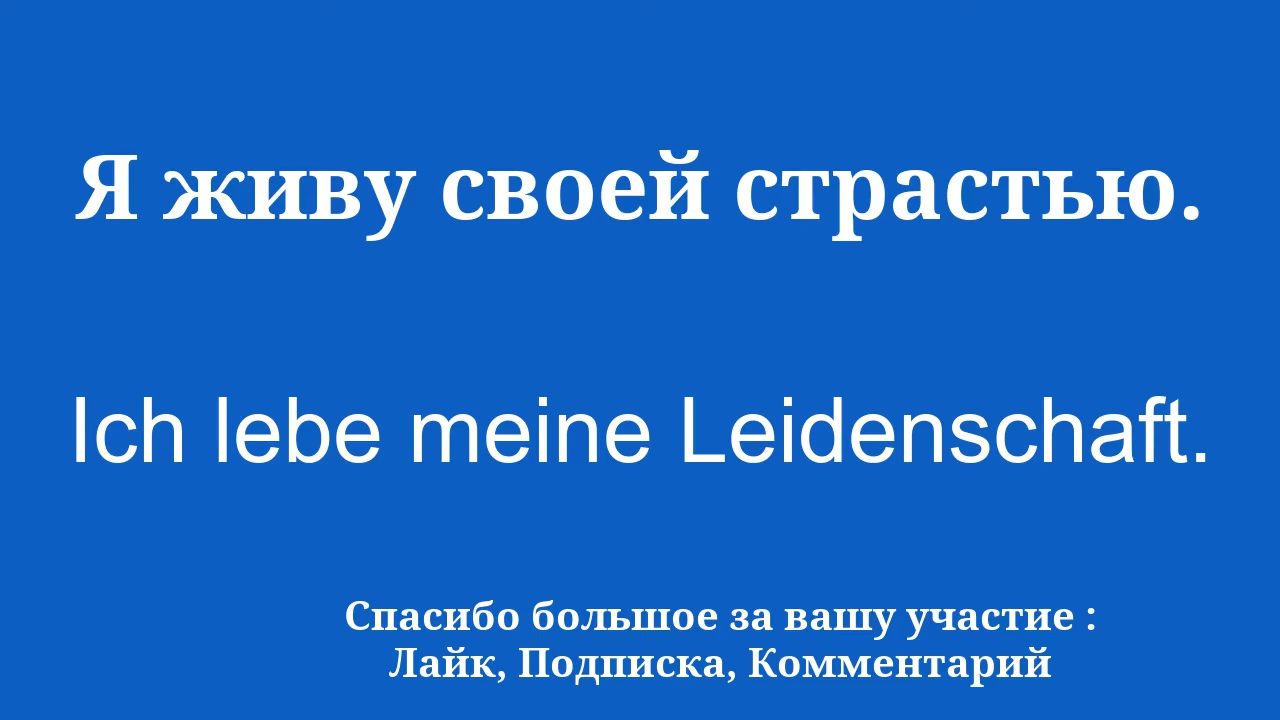 Я живу своей страстью.
Ich lebe meine Leidenschaft.
Спасибо большое за вашу участие :
Лайк, Подписка, Комментарий